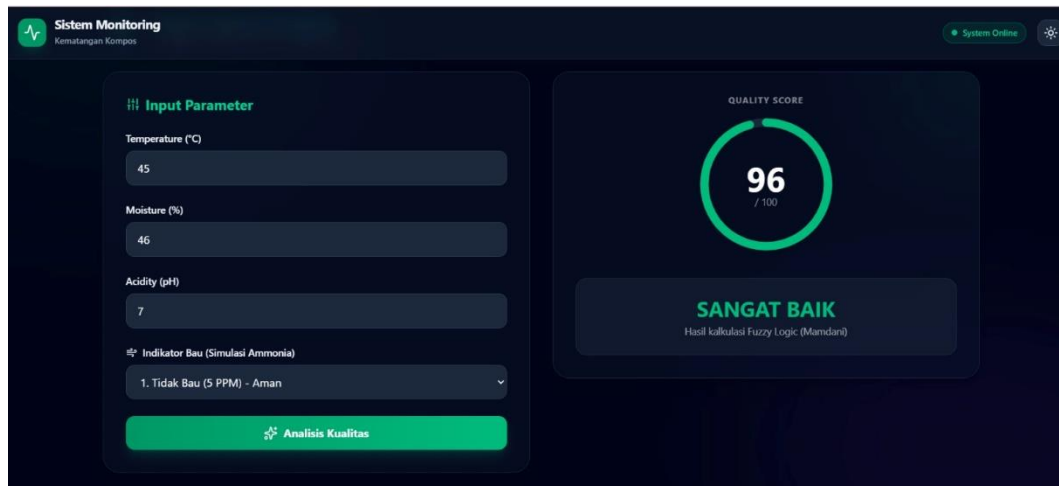 Sistem Monitoring
Kematangan Kompos
System Online
Input Parameter
Temperature (°C)
45
Moisture (%)
46
Acidity (pH)
7
Indikator Bau (Simulasi Ammonia)
1. Tidak Bau (5 PPM) - Aman
Analisis Kualitas
QUALITY SCORE
96
/ 100
SANGAT BAIK
Hasil kalkulasi Fuzzy Logic (Mamdani)